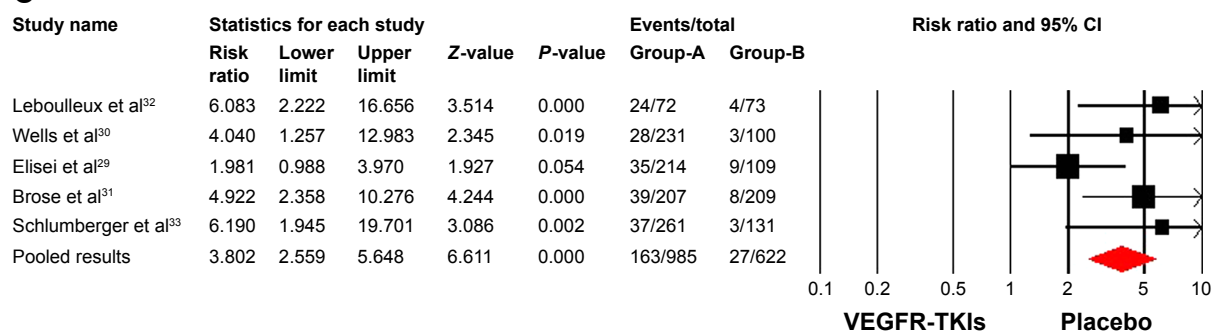 Study name Statistics for each study Events/total Risk ratio and 95% CI
Risk ratio Lower limit Upper limit Z-value P-value Group-A Group-B
Leboulleux et al32 6.083 2.222 16.656 3.514 0.000 24/72 4/73
Wells et al30 4.040 1.257 12.983 2.345 0.019 28/231 3/100
Elisei et al29 1.981 0.988 3.970 1.927 0.054 35/214 9/109
Brose et al31 4.922 2.358 10.276 4.244 0.000 39/207 8/209
Schlumberger et al33 6.190 1.945 19.701 3.086 0.002 37/261 3/131
Pooled results 3.802 2.559 5.648 6.611 0.000 163/985 27/622
0.1 0.2 0.5 1 2 5 10
VEGFR-TKIs Placebo